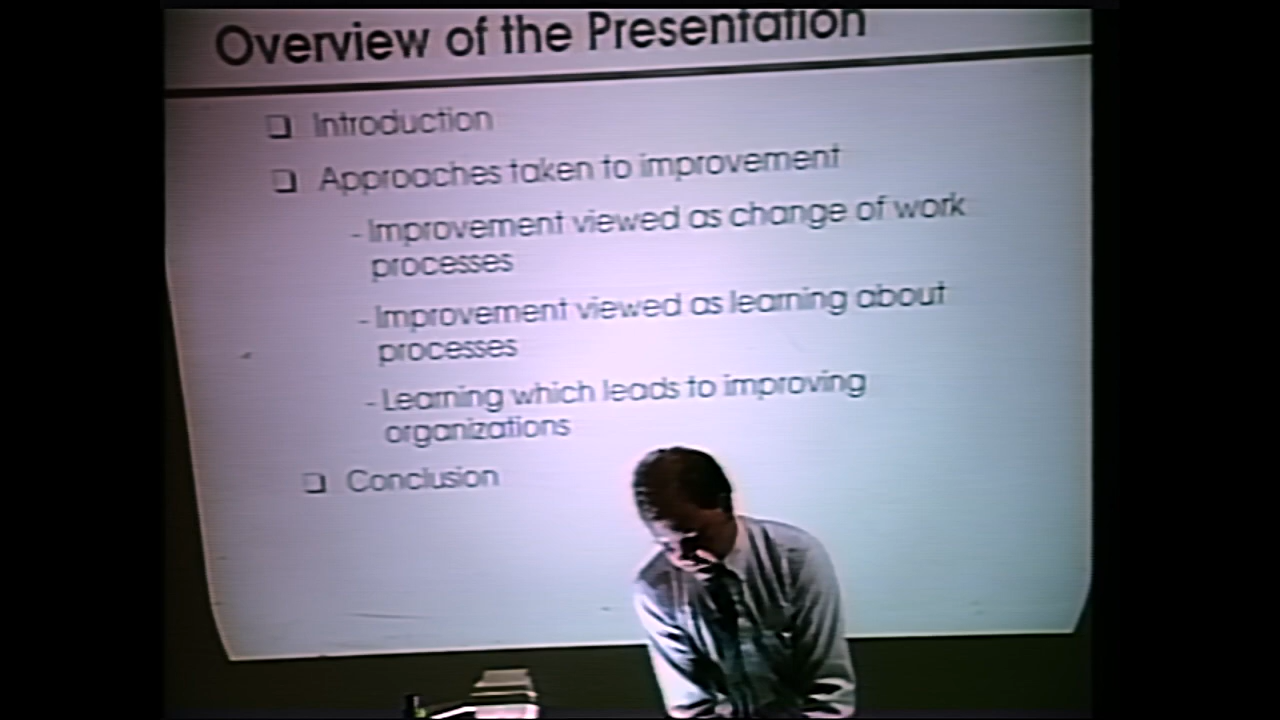 Overview of the Presentation
❑ Introduction
❑ Approaches taken to improvement
- Improvement viewed as change of work
processes
- Improvement viewed as learning about
processes
- Learning which leads to improving
organizations
❑ Conclusion